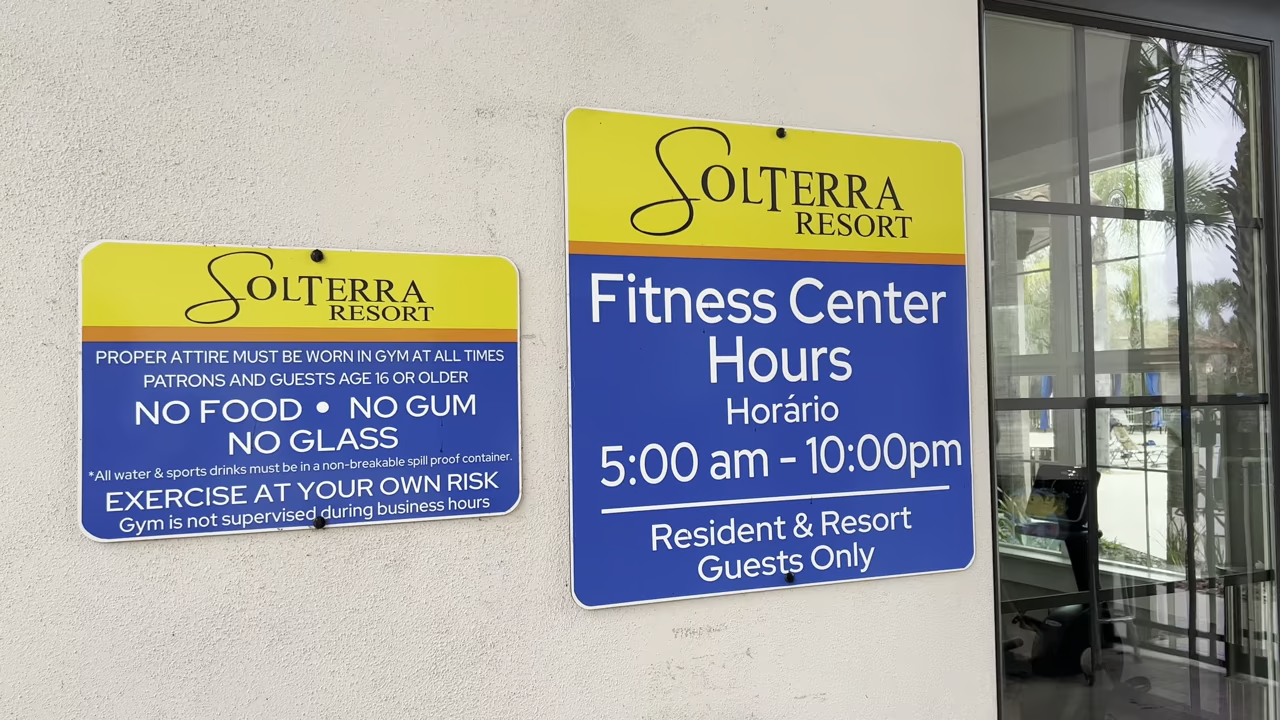 SOLTERRA
RESORT
PROPER ATTIRE MUST BE WORN IN GYM AT ALL TIMES
PATRONS AND GUESTS AGE 16 OR OLDER
NO FOOD • NO GUM
NO GLASS
*All water & sports drinks must be in a non-breakable spill proof container.
EXERCISE AT YOUR OWN RISK
Gym is not supervised during business hours
SOLTERRA
RESORT
Fitness Center
Hours
Horário
5:00 am - 10:00pm
Resident & Resort
Guests Only